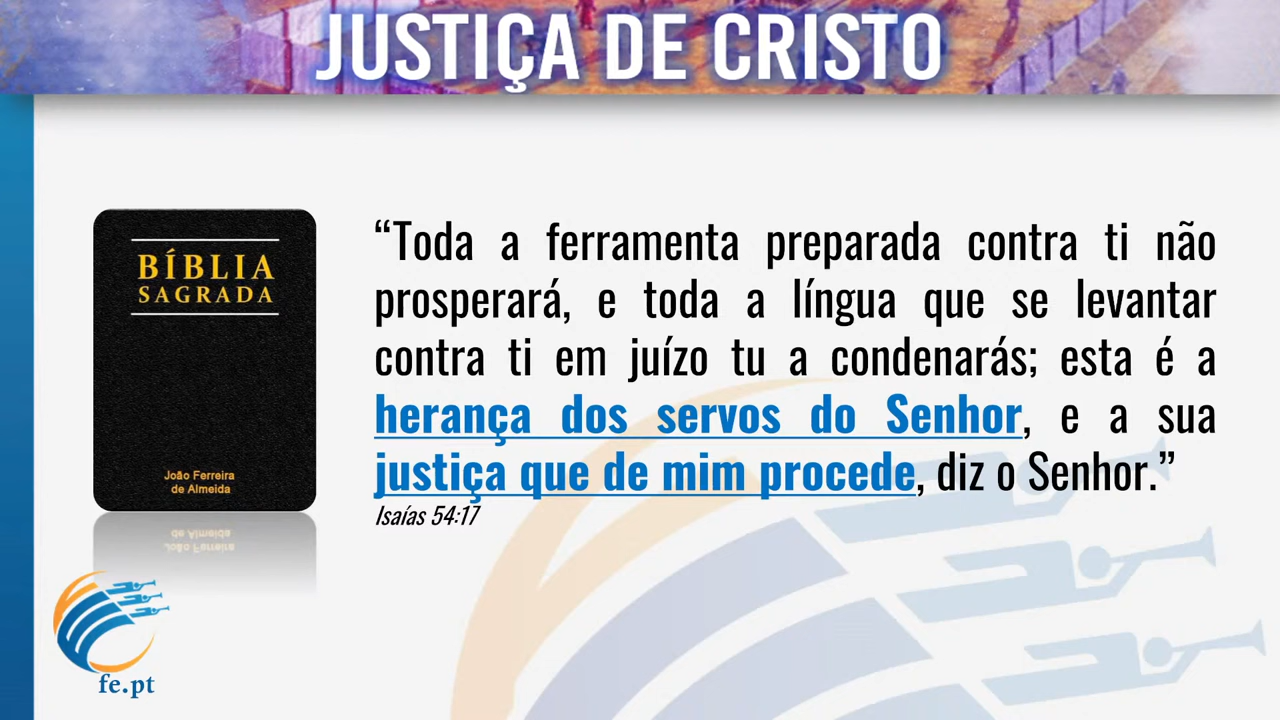 JUSTIÇA DE CRISTO
BÍBLIA
SAGRADA
João Ferreira
de Almeida
“Toda a ferramenta preparada contra ti não
prosperará, e toda a língua que se levantar
contra ti em juízo tu a condenarás; esta é a
herança dos servos do Senhor, e a sua
justiça que de mim procede, diz o Senhor.”
Isaías 54:17
fe.pt